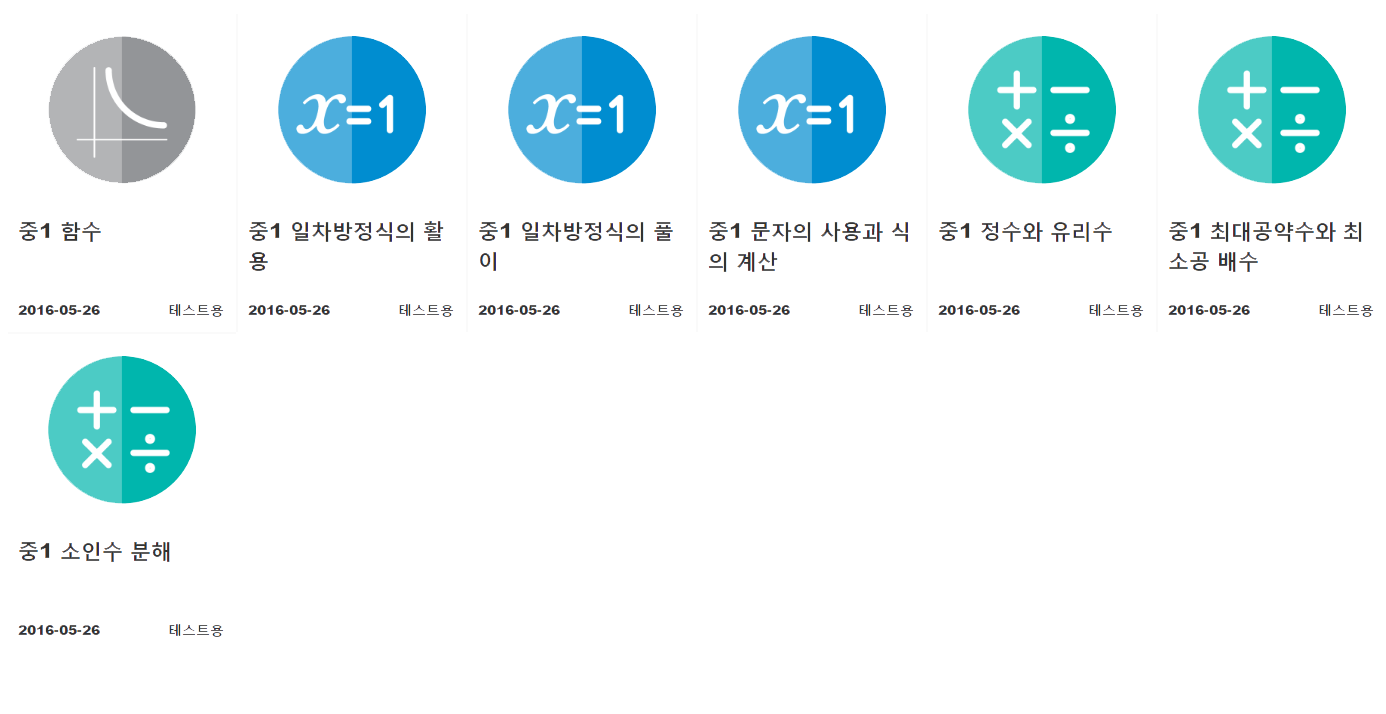 x=1
x=1
x=1
+ −
× ÷
+ −
× ÷
중1 함수
중1 일차방정식의 활
용
중1 일차방정식의 풀
이
중1 문자의 사용과 식
의 계산
중1 정수와 유리수
중1 최대공약수와 최
소공 배수
2016-05-26 테스트용
2016-05-26 테스트용
2016-05-26 테스트용
2016-05-26 테스트용
2016-05-26 테스트용
2016-05-26 테스트용
+ −
× ÷
중1 소인수 분해
2016-05-26 테스트용